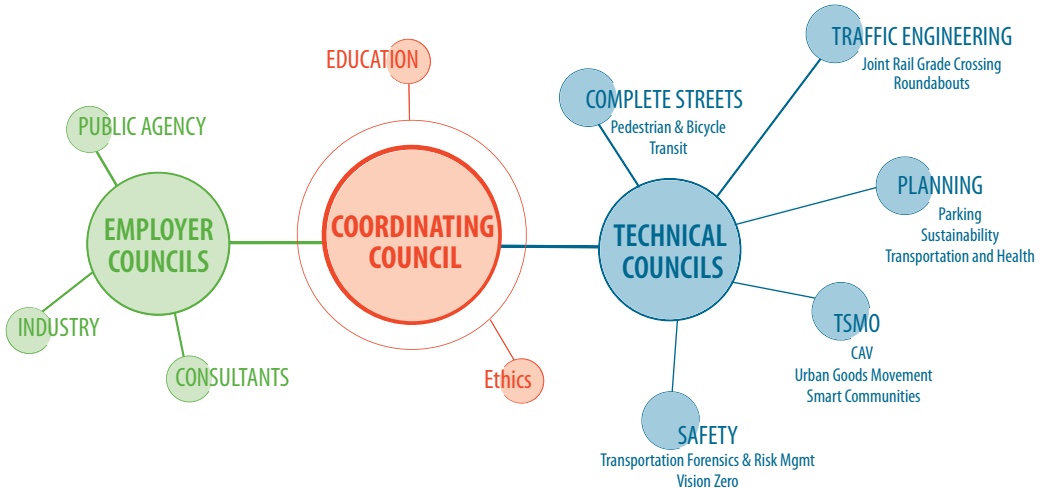 EDUCATION
PUBLIC AGENCY
EMPLOYER
COUNCILS
INDUSTRY
CONSULTANTS
COORDINATING
COUNCIL
Ethics
TECHNICAL
COUNCILS
COMPLETE STREETS
Pedestrian & Bicycle
Transit
TRAFFIC ENGINEERING
Joint Rail Grade Crossing
Roundabouts
PLANNING
Parking
Sustainability
Transportation and Health
TSMO
CAV
Urban Goods Movement
Smart Communities
SAFETY
Transportation Forensics & Risk Mgmt
Vision Zero